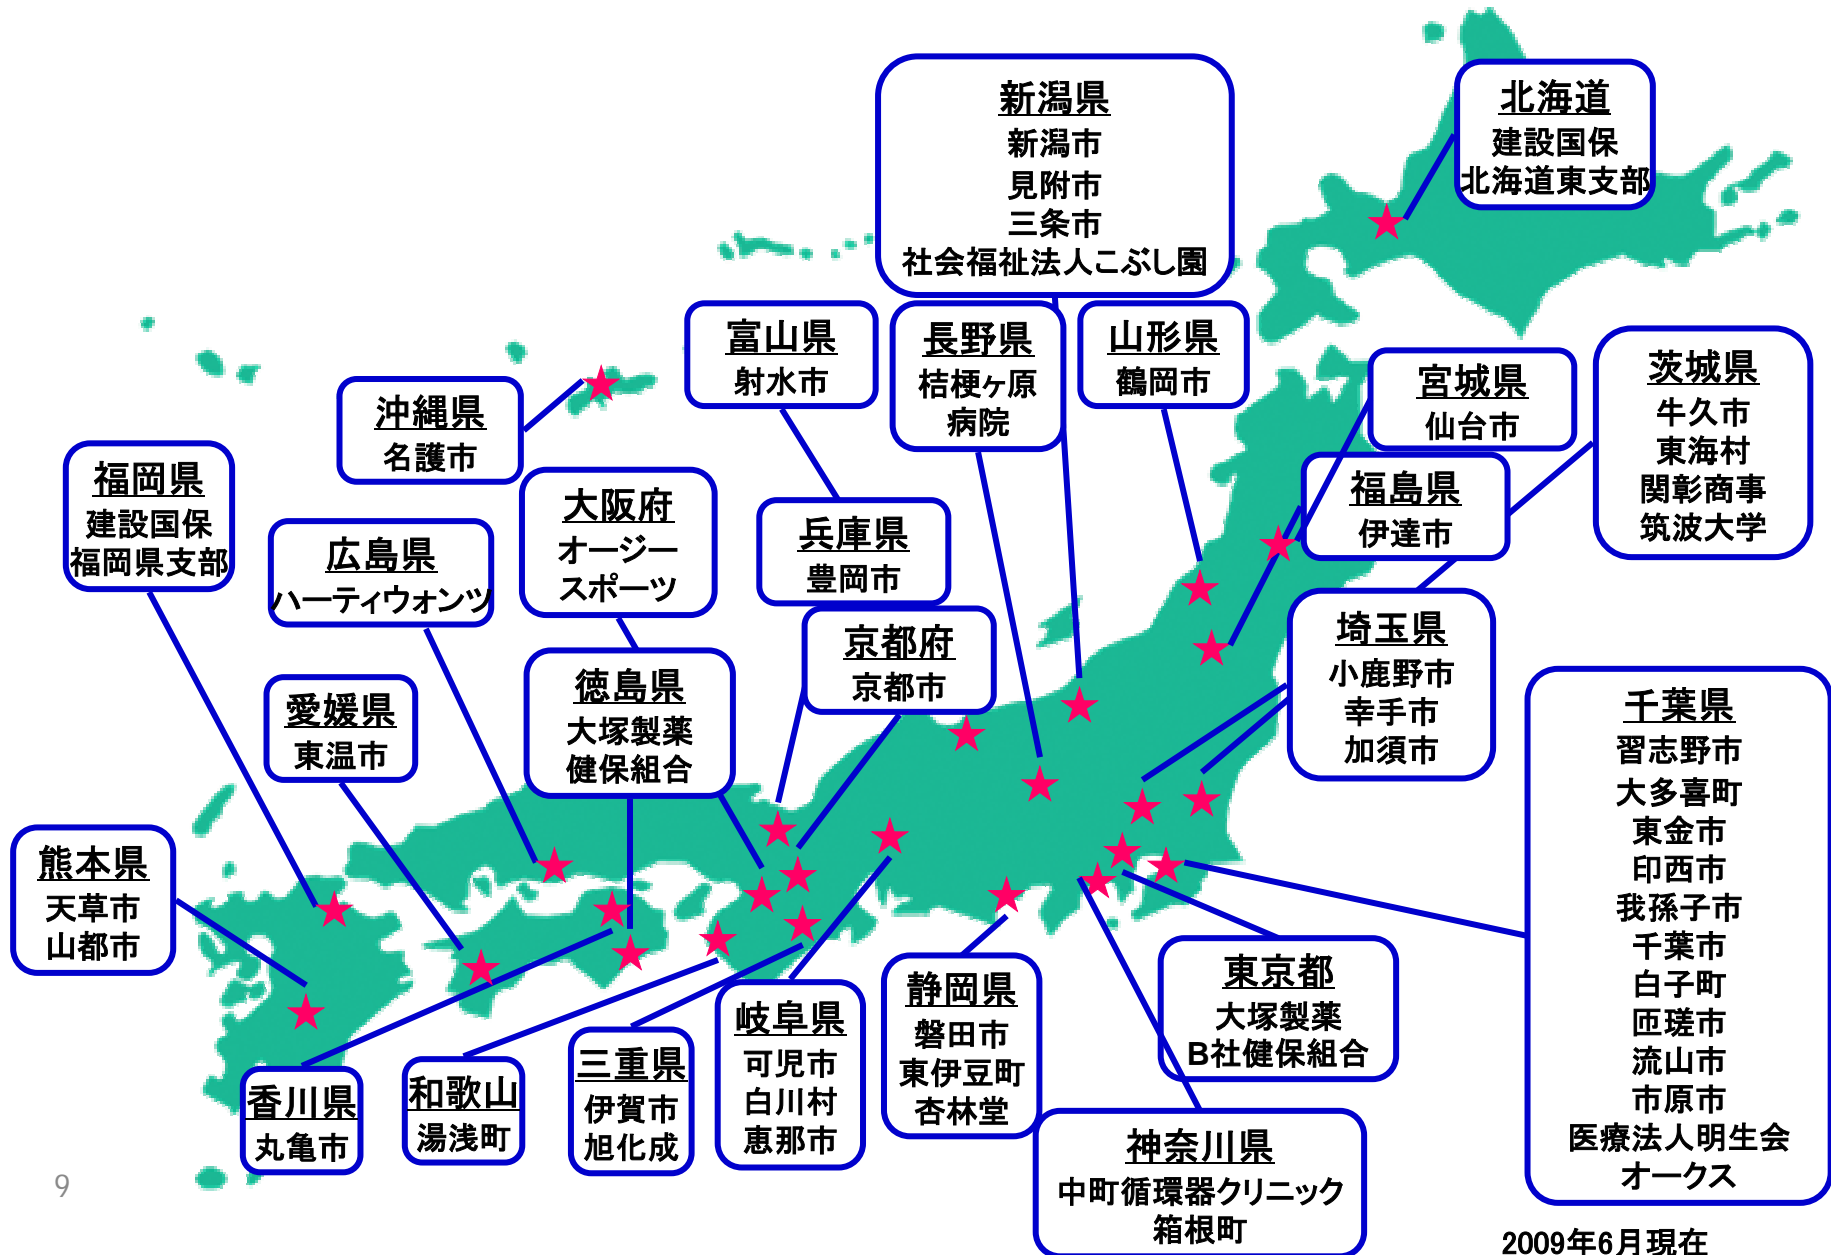 新潟県
新潟市
見附市
三条市
社会福祉法人こぶし園
北海道
建設国保
北海道東支部
富山県
射水市
長野県
桔梗ヶ原
病院
山形県
鶴岡市
宮城県
仙台市
茨城県
牛久市
東海村
関彰商事
筑波大学
沖縄県
名護市
福岡県
建設国保
福岡県支部
広島県
ハーティウォンツ
大阪府
オージー
スポーツ
兵庫県
豊岡市
福島県
伊達市
京都府
京都市
埼玉県
小鹿野市
幸手市
加須市
愛媛県
東温市
徳島県
大塚製薬
健保組合
千葉県
習志野市
大多喜町
東金市
印西市
我孫子市
千葉市
白子町
匝瑳市
流山市
市原市
医療法人明生会
オークス
熊本県
天草市
山都市
香川県
丸亀市
和歌山
湯浅町
三重県
伊賀市
旭化成
岐阜県
可児市
白川村
恵那市
静岡県
磐田市
東伊豆町
杏林堂
東京都
大塚製薬
B社健保組合
神奈川県
中町循環器クリニック
箱根町
9
2009年6月現在